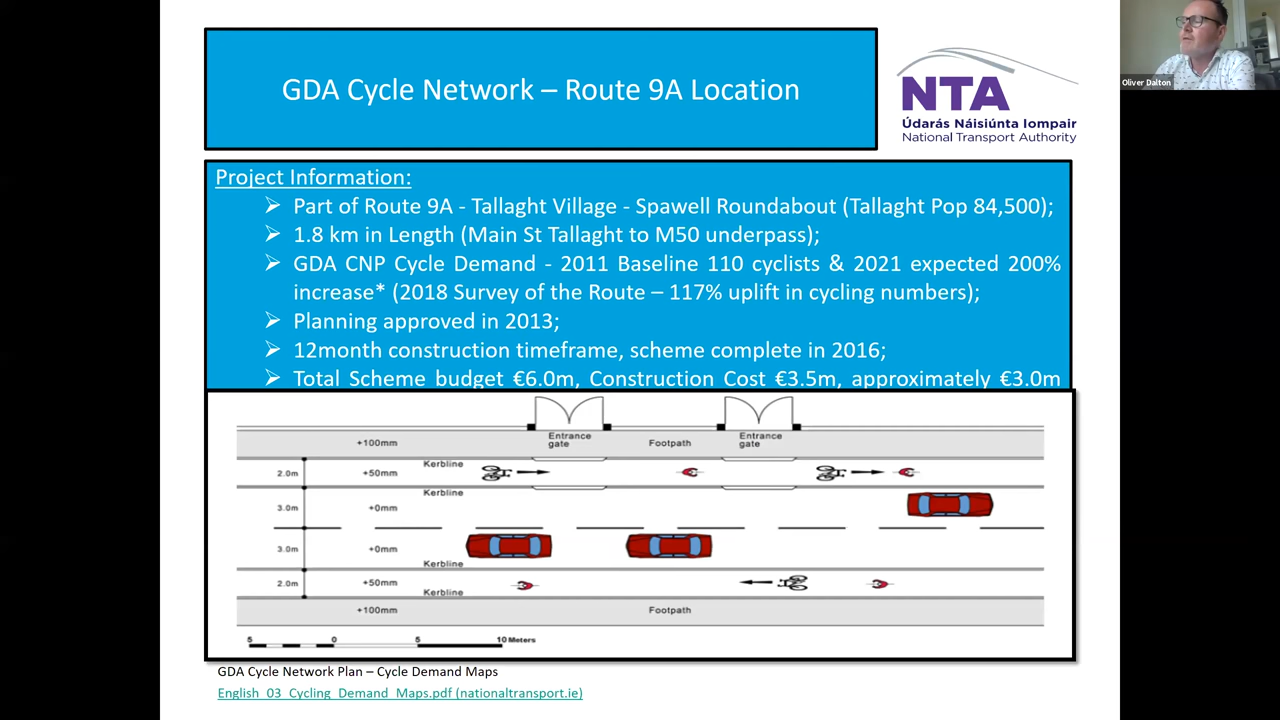 GDA Cycle Network – Route 9A Location
NTA
Údarás Náisiúnta Iompair
National Transport Authority
Oliver Dalton
Project Information:
➢ Part of Route 9A - Tallaght Village - Spawell Roundabout (Tallaght Pop 84,500);
➢ 1.8 km in Length (Main St Tallaght to M50 underpass);
➢ GDA CNP Cycle Demand - 2011 Baseline 110 cyclists & 2021 expected 200%
increase* (2018 Survey of the Route – 117% uplift in cycling numbers);
➢ Planning approved in 2013;
➢ 12month construction timeframe, scheme complete in 2016;
➢ Total Scheme budget €6.0m, Construction Cost €3.5m, approximately €3.0m
+100mm
Entrance
gate
Footpath
Entrance
gate
2.0m
+50mm
Kerbline
Kerbline
3.0m
+0mm
3.0m
+0mm
Kerbline
2.0m
+50mm
Kerbline
+100mm
Footpath
5 0 5 10 Meters
GDA Cycle Network Plan – Cycle Demand Maps
English_03_Cycling_Demand_Maps.pdf (nationaltransport.ie)